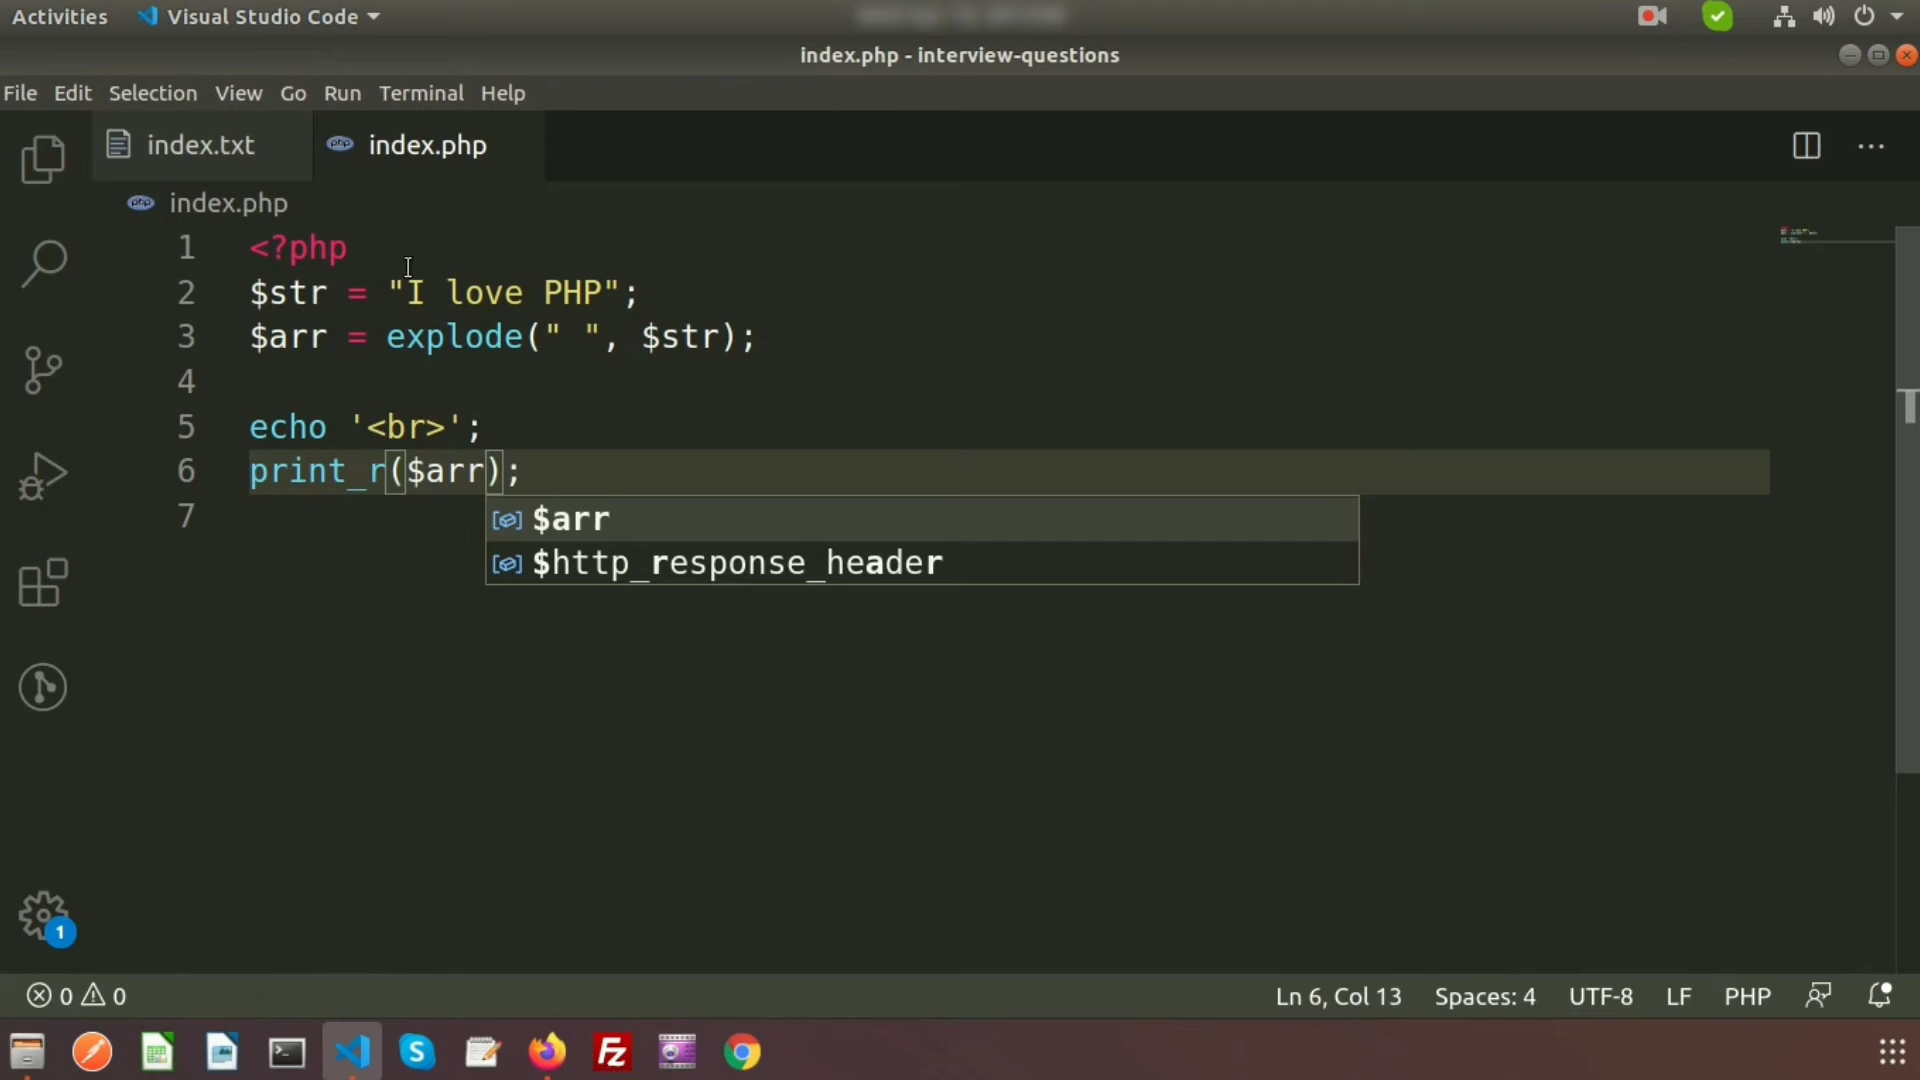 Activities Visual Studio Code
index.php - interview-questions
File Edit Selection View Go Run Terminal Help
index.txt index.php
index.php
1 <?php
2 $str = "I love PHP";
3 $arr = explode(" ", $str);
4
5 echo '<br>';
6 print_r($arr);
$arr
7
$http_response_header
1
0 0 Ln 6, Col 13 Spaces: 4 UTF-8 LF PHP